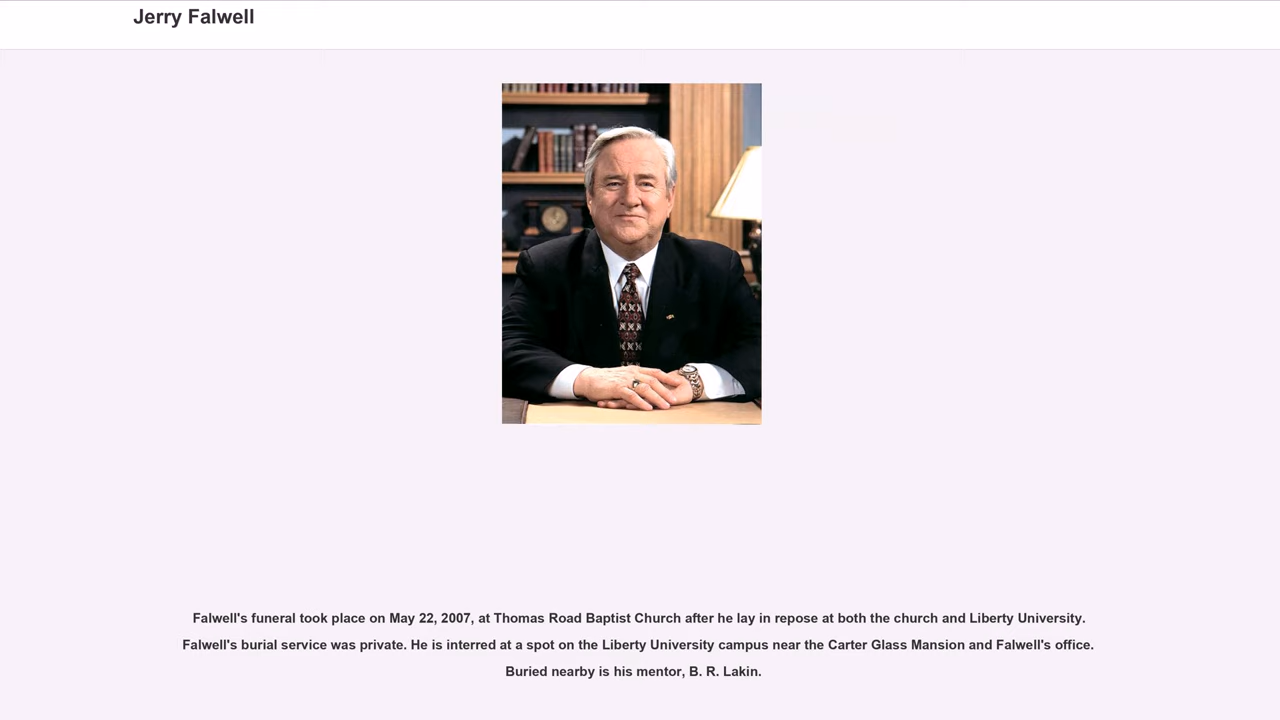 Jerry Falwell
Falwell's funeral took place on May 22, 2007, at Thomas Road Baptist Church after he lay in repose at both the church and Liberty University.
Falwell's burial service was private. He is interred at a spot on the Liberty University campus near the Carter Glass Mansion and Falwell's office.
Buried nearby is his mentor, B. R. Lakin.